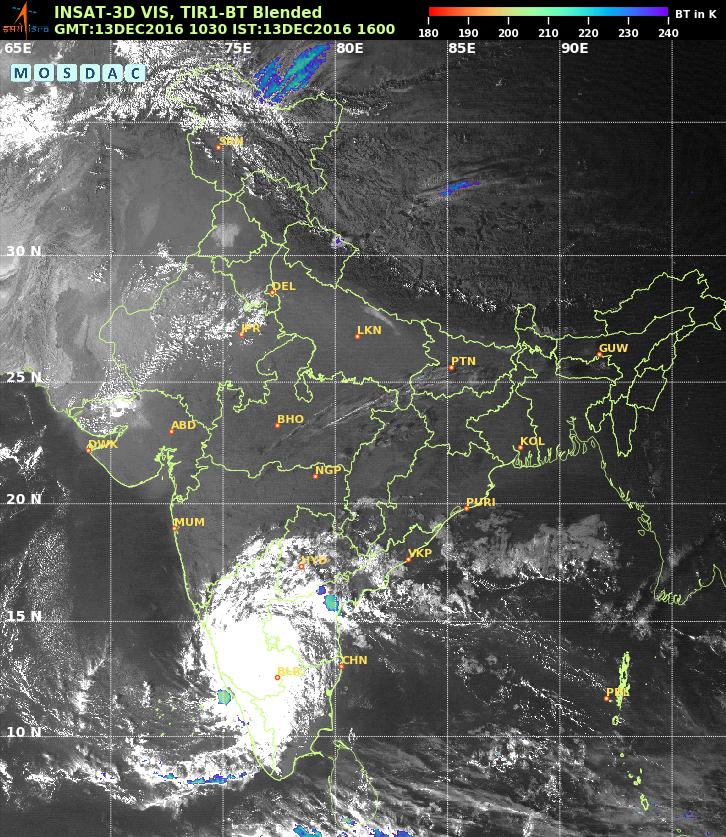 INSAT-3D VIS, TIR1-BT Blended
GMT:13DEC2016 1030 IST:13DEC2016 1600
BT in K
180 190 200 210 220 230 240
65E 75E 80E 85E 90E
MOSDAC
SRN
30 N
DEL
JPR LKN
GUW
PTN
25 N
ABD BHO
DWK KOL
NGP
20 N PURI
MUM
VKP
HYD
15 N
CHN
BLR
PBL
10 N